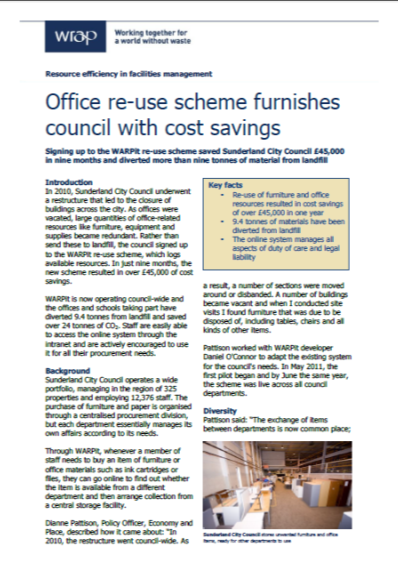 wrap
Working together for
a world without waste
Resource efficiency in facilities management
Office re-use scheme furnishes
council with cost savings
Signing up to the WARPit re-use scheme saved Sunderland City Council £45,000
in nine months and diverted more than nine tonnes of material from landfill
Introduction
In 2010, Sunderland City Council underwent
a restructure that led to the closure of
buildings across the city. As offices were
vacated, large quantities of office-related
resources like furniture, equipment and
supplies became redundant. Rather than
send these to landfill, the council signed up
to the WARPit re-use scheme, which logs
available resources. In just nine months, the
new scheme resulted in over £45,000 of cost
savings.
WARPit is now operating council-wide and
the offices and schools taking part have
diverted 9.4 tonnes from landfill and saved
over 24 tonnes of CO₂. Staff are easily able
to access the online system through the
intranet and are actively encouraged to use
it for all their procurement needs.
Background
Sunderland City Council operates a wide
portfolio, managing in the region of 325
properties and employing 12,376 staff. The
purchase of furniture and paper is organised
through a centralised procurement division,
but each department essentially manages its
own affairs according to its needs.
Through WARPit, whenever a member of
staff needs to buy an item of furniture or
office materials such as ink cartridges or
files, they can go online to find out whether
the item is available from a different
department and then arrange collection from
a central storage facility.
Dianne Pattison, Policy Officer, Economy and
Place, described how it came about: "In
2010, the restructure went council-wide. As
Key facts
• Re-use of furniture and office
resources resulted in cost savings
of over £45,000 in one year
• 9.4 tonnes of materials have been
diverted from landfill
• The online system manages all
aspects of duty of care and legal
liability
a result, a number of sections were moved
around or disbanded. A number of buildings
became vacant and when I conducted site
visits I found furniture that was due to be
disposed of, including tables, chairs and all
kinds of other items.
Pattison worked with WARPit developer
Daniel O'Connor to adapt the existing system
for the council's needs. In May 2011, the
first pilot began and by June the same year,
the scheme was live across all council
departments.
Diversity
Pattison said: "The exchange of items
between departments is now common place;
Sunderland City Council stores unwanted furniture and office
items, ready for other departments to use